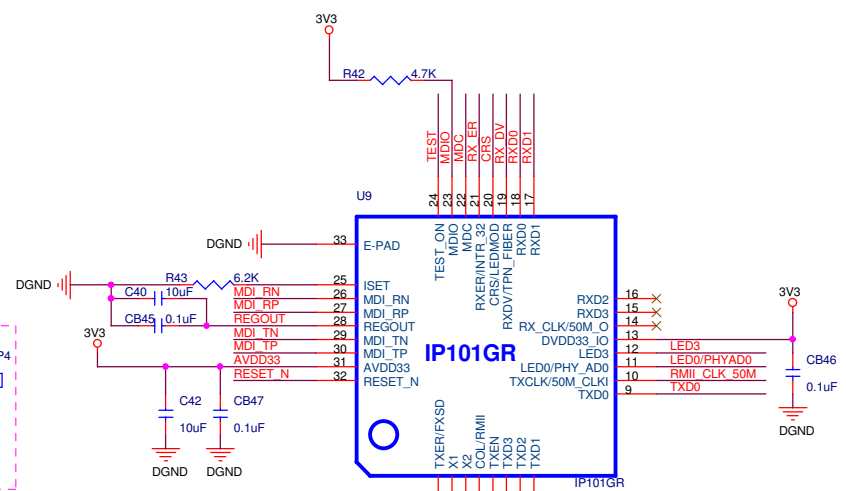 3V3
R42
4.7K
TEST
MDIO
MDC
RX_ER
CRS
RX_DV
RXD0
RXD1
U9
24
23
22
21
20
19
18
17
TEST_ON
MDIO
MDC
RXER/INTR_32
CRS/LEDMOD
RXDV/TPN_FIBER
RXD0
RXD1
DGND
33
E-PAD
DGND
R43
6.2K
25
ISET
C40
10uF
MDI_RN
26
MDI_RN
MDI_RP
27
MDI_RP
CB45
0.1uF
REGOUT
28
REGOUT
MDI_TN
29
MDI_TN
MDI_TP
30
MDI_TP
3V3
AVDD33
31
AVDD33
RESET_N
32
RESET_N
P4
]
IP101GR
RXD2
16
RXD3
15
RX_CLK/50M_O
14
DVDD33_IO
13
LED3
12
LED3
LED0/PHY_AD0
11
LED0/PHYAD0
TXCLK/50M_CLKI
10
RMII_CLK_50M
TXD0
9
TXD0
3V3
CB46
0.1uF
DGND
C42
10uF
CB47
0.1uF
DGND
DGND
TXER/FXSD
X1
X2
COL/RMII
TXEN
TXD3
TXD2
TXD1
IP101GR